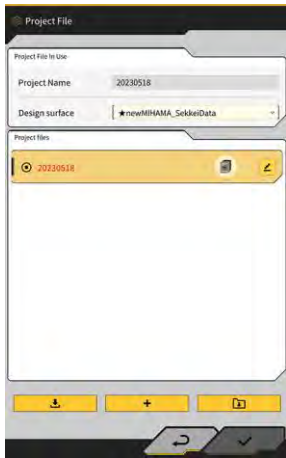 Project File
Project File In Use
Project Name
20230518
Design surface
★newMIHAMA_SekkeiData
Project files
20230518